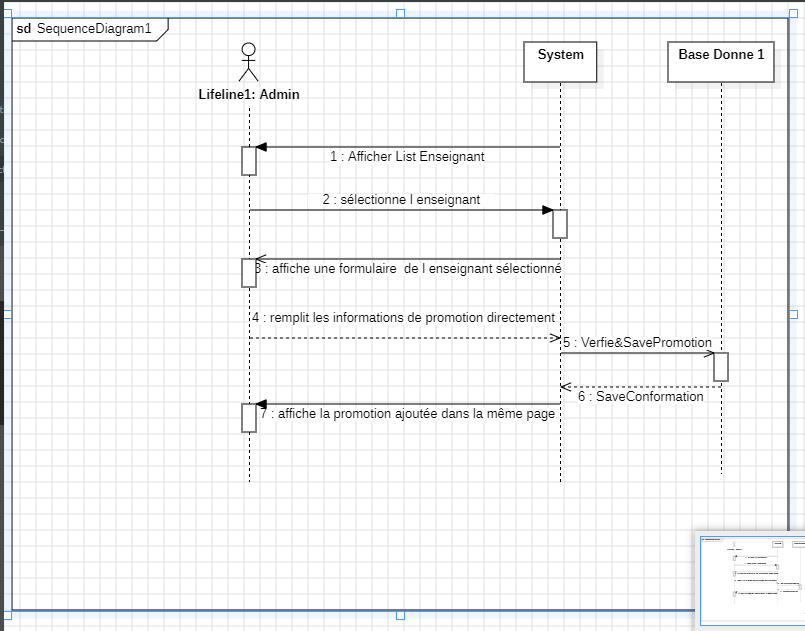 sd SequenceDiagram1
System
Base Donne 1
Lifeline1: Admin
1 : Afficher List Enseignant
2 : sélectionne l enseignant
3 : affiche une formulaire de l enseignant sélectionné
4 : remplit les informations de promotion directement
5 : Verfie&SavePromotion
6 : SaveConformation
7 : affiche la promotion ajoutée dans la même page